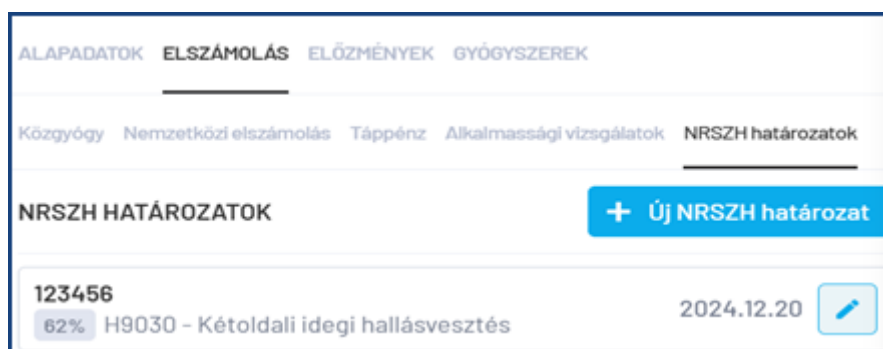 ALAPADATOK ELSZÁMOLÁS ELŐZMÉNYEK GYÓGYSZEREK
Közgyógy Nemzetközi elszámolás Táppénz Alkalmassági vizsgálatok NRSZH határozatok
NRSZH HATÁROZATOK + Új NRSZH határozat
123456 2024.12.20
62% H9030 - Kétoldali idegi hallásvesztés